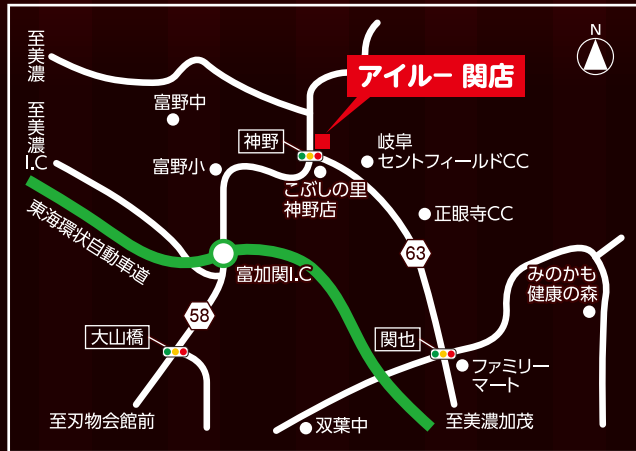 至美濃
N
アイルー 関店
富野中
至美濃
I.C
神野
岐阜
セントフィールドCC
富野小
こぶしの里
神野店
正眼寺CC
東海環状自動車道
63
富加関I.C
みのかも
健康の森
58
大山橋
関也
ファミリー
マート
至刃物会館前
双葉中
至美濃加茂